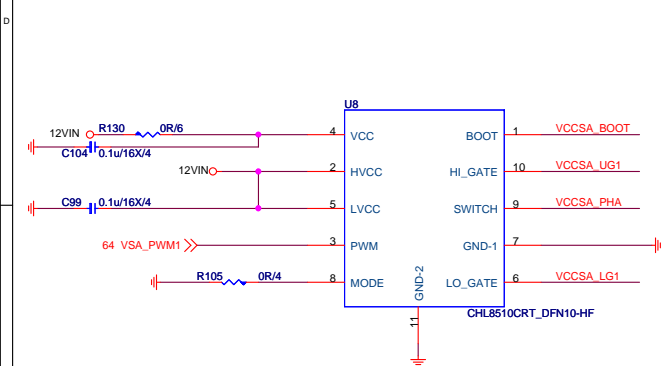 D
U8
12VIN R130 0R/6 4 VCC BOOT 1 VCCSA_BOOT
C104 0.1u/16X/4
12VIN 2 HVCC HI_GATE 10 VCCSA_UG1
C99 0.1u/16X/4 5 LVCC SWITCH 9 VCCSA_PHA
64 VSA_PWM1 3 PWM GND-1 7
R105 0R/4 8 MODE GND-2 LO_GATE 6 VCCSA_LG1
11 CHL8510CRT_DFN10-HF